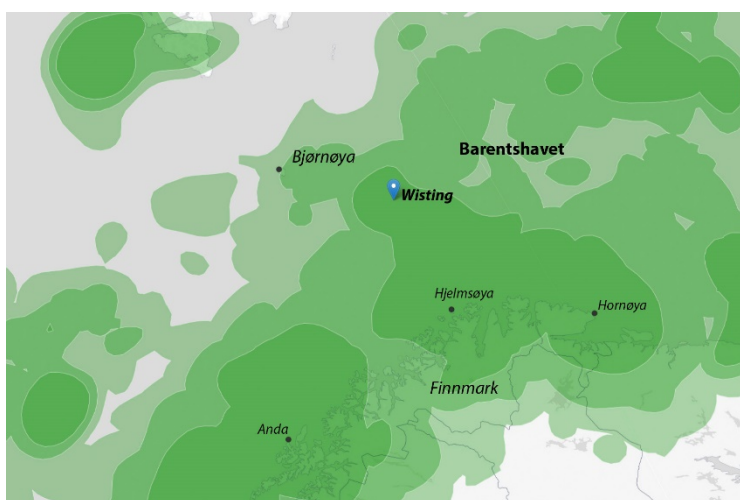 Bjørnøya
Barentshavet
Wisting
Hjelmsøya
Hornøya
Finnmark
Anda